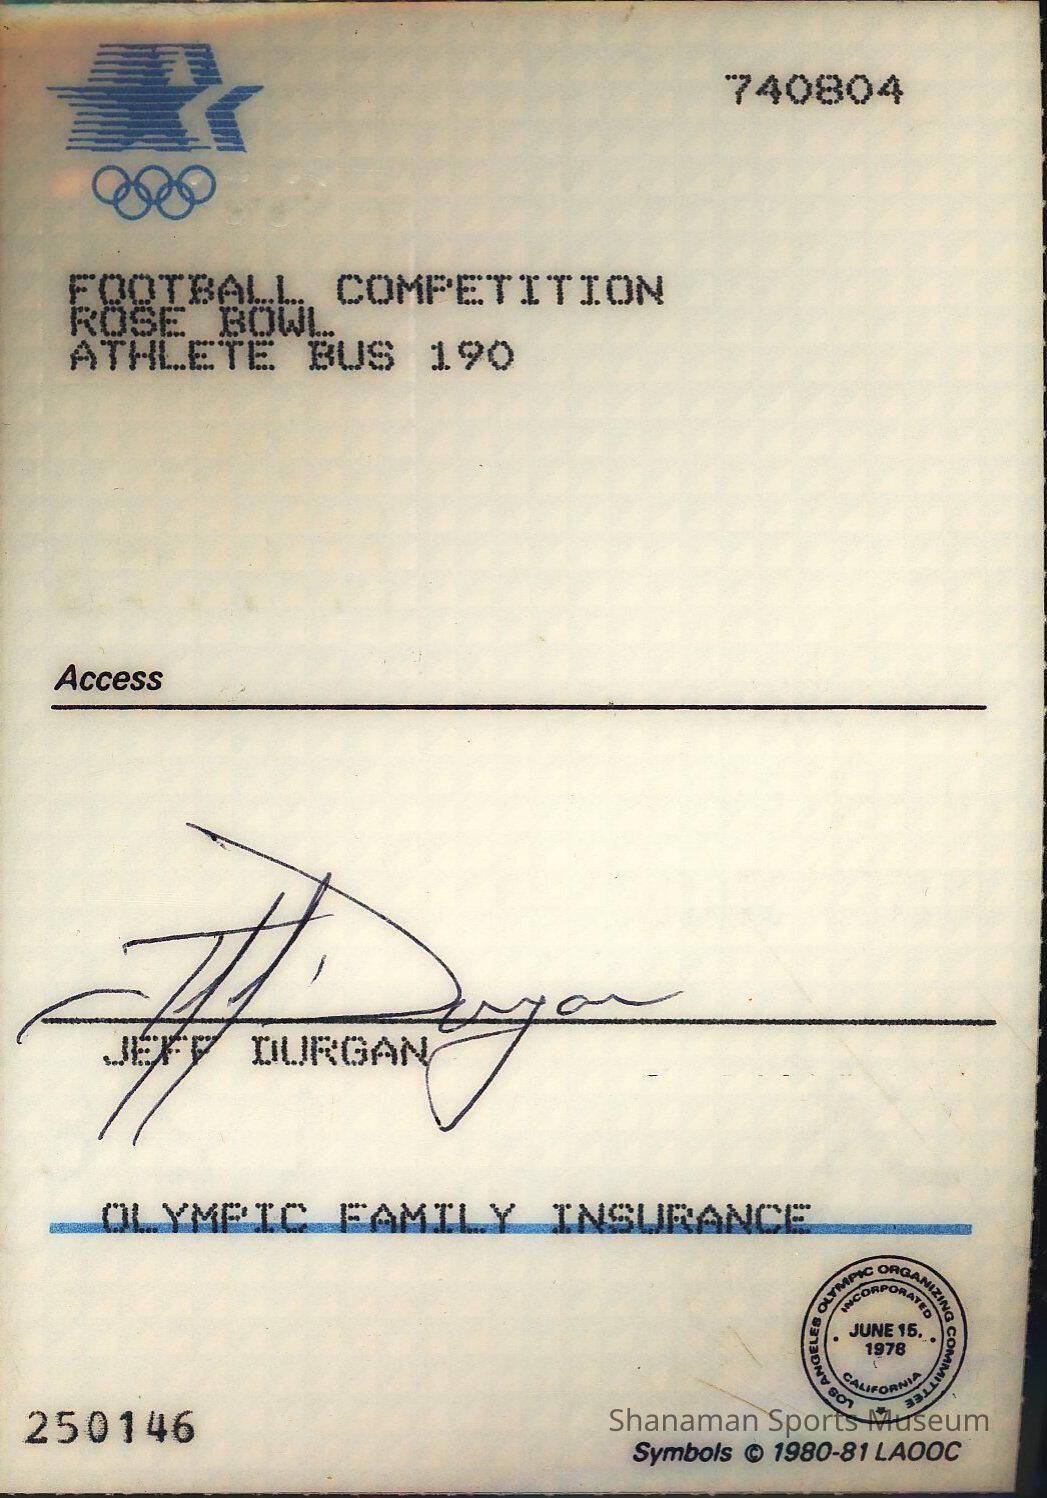 740804
FOOTBALL COMPETITION
ROSE BOWL
ATHLETE BUS 190
Access
Jeff Durgan
JEFF DURGAN
OLYMPIC FAMILY INSURANCE
LOS ANGELES OLYMPIC ORGANIZING COMMITTEE
INCORPORATED
JUNE 15,
1978
CALIFORNIA
250146
Shanaman Sports Museum
Symbols © 1980-81 LAOOC